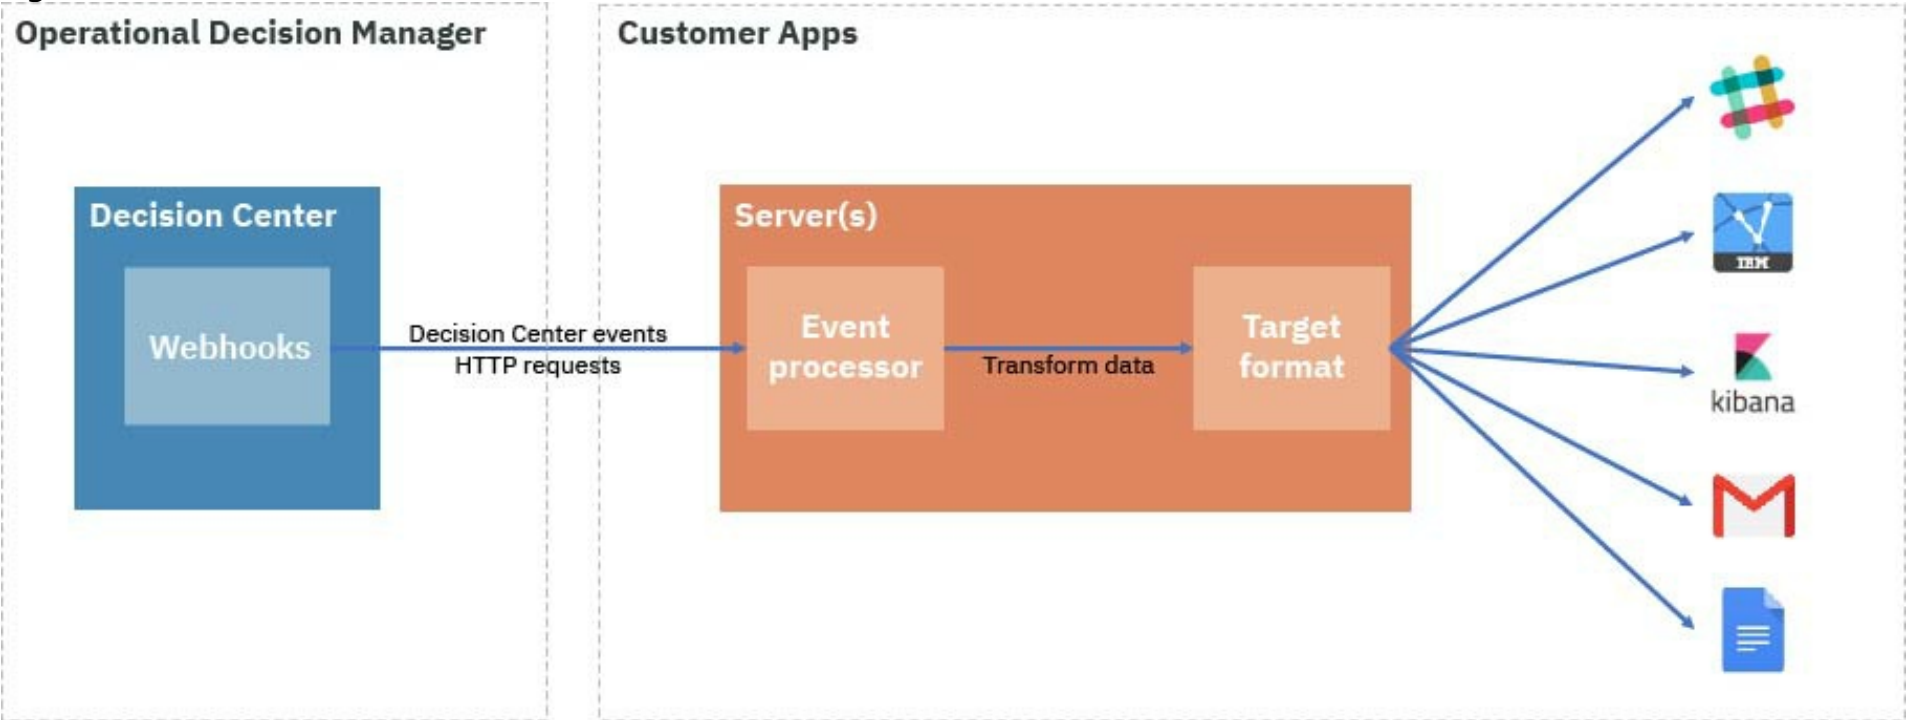 Operational Decision Manager
Customer Apps
Decision Center
Webhooks
Decision Center events
HTTP requests
Server(s)
Event
processor
Transform data
Target
format
IBM
kibana